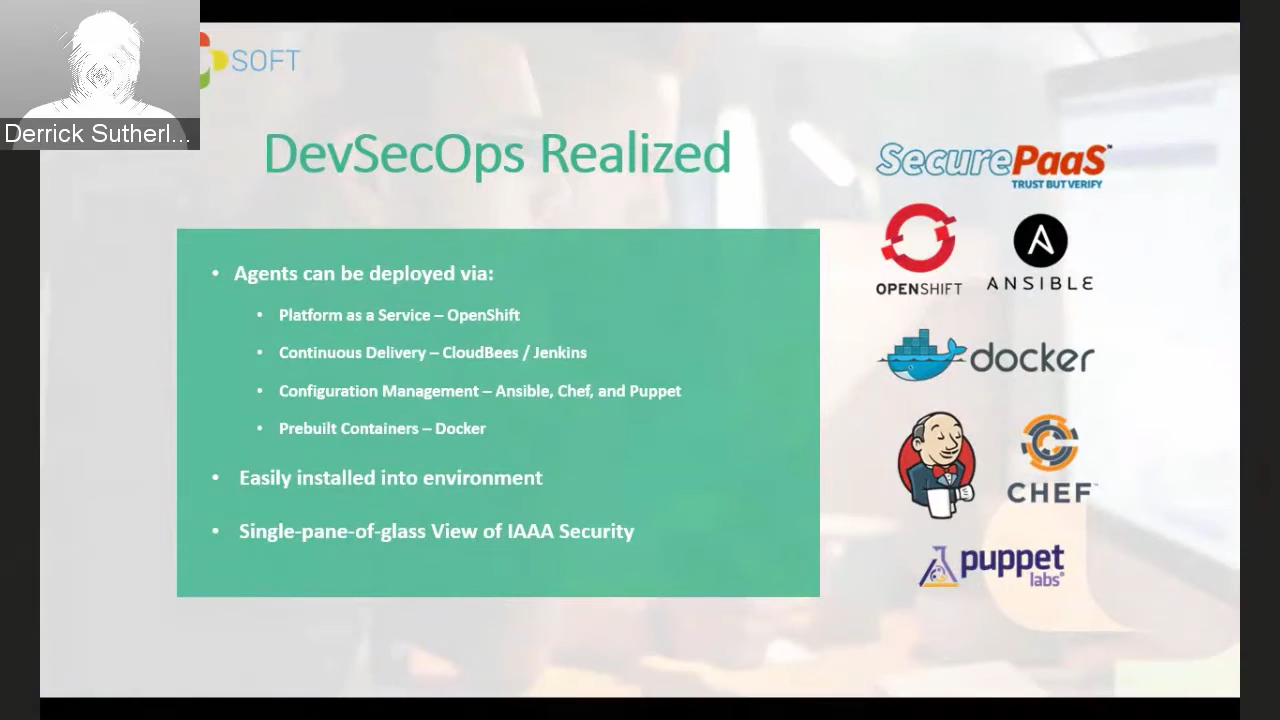 SOFT
Derrick Sutherl...
DevSecOps Realized
• Agents can be deployed via:
• Platform as a Service – OpenShift
• Continuous Delivery – CloudBees / Jenkins
• Configuration Management – Ansible, Chef, and Puppet
• Prebuilt Containers – Docker
• Easily installed into environment
• Single-pane-of-glass View of IAAA Security
SecurePaaS™
TRUST BUT VERIFY
OPENSHIFT
ANSIBLE
docker
CHEF™
puppet
labs®